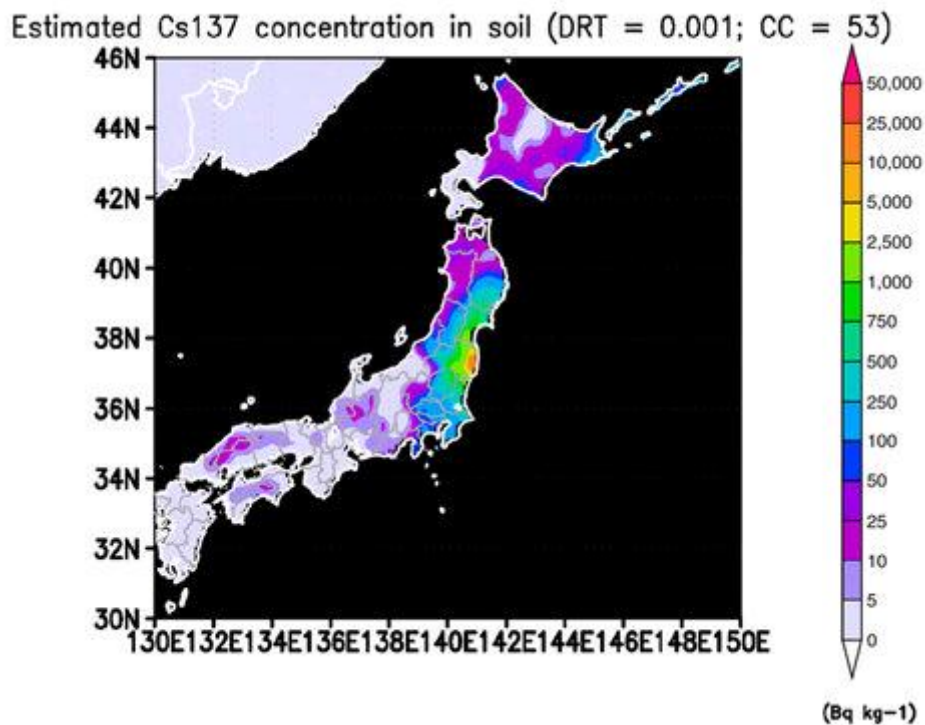 Estimated Cs137 concentration in soil (DRT = 0.001; CC = 53)
46N
44N
42N
40N
38N
36N
34N
32N
30N
130E132E134E136E138E140E142E144E146E148E150E
50,000
25,000
10,000
5,000
2,500
1,000
750
500
250
100
50
25
10
5
0
(Bq kg-1)